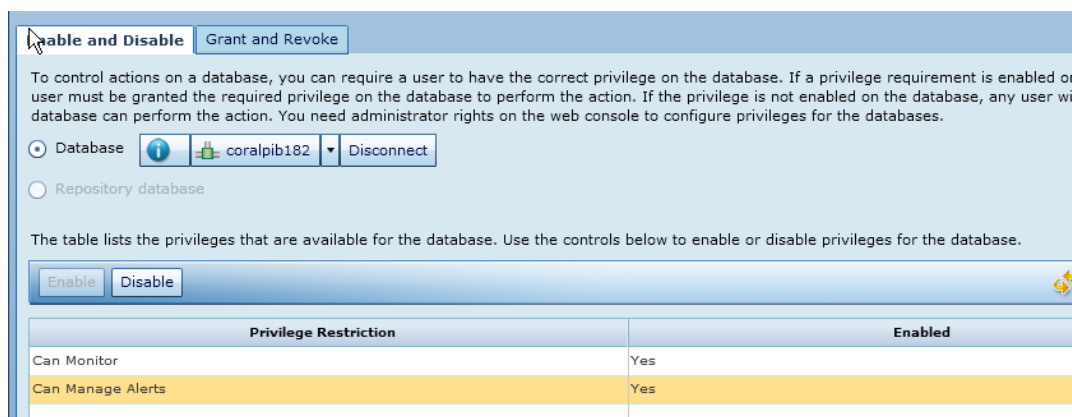 Enable and Disable
Grant and Revoke
To control actions on a database, you can require a user to have the correct privilege on the database. If a privilege requirement is enabled
user must be granted the required privilege on the database to perform the action. If the privilege is not enabled on the database, any user
database can perform the action. You need administrator rights on the web console to configure privileges for the databases.
Database coralpib182 Disconnect
Repository database
The table lists the privileges that are available for the database. Use the controls below to enable or disable privileges for the database.
Enable Disable
Privilege Restriction Enabled
Can Monitor Yes
Can Manage Alerts Yes